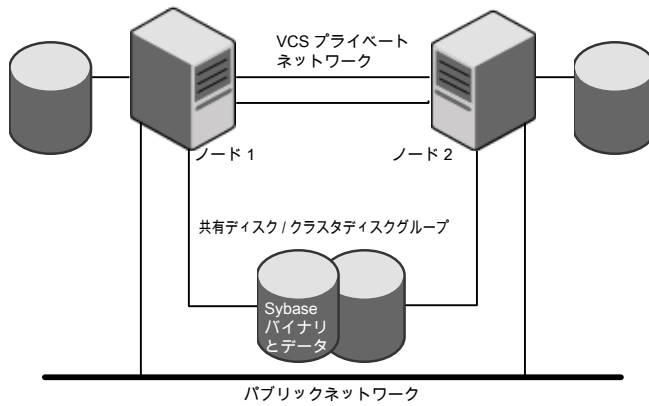 VCS プライベート
ネットワーク
ノード 1
ノード 2
共有ディスク / クラスタディスクグループ
Sybase
バイナリ
とデータ
パブリックネットワーク